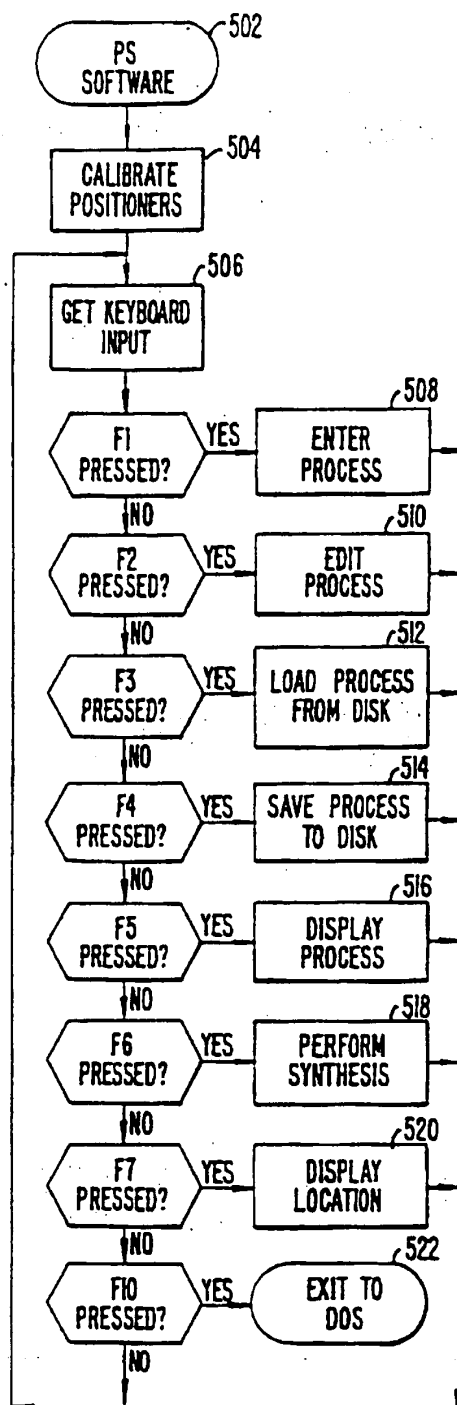 502
PS
SOFTWARE
504
CALIBRATE
POSITIONERS
506
GET KEYBOARD
INPUT
F1
PRESSED?
YES
508
ENTER
PROCESS
NO
F2
PRESSED?
YES
510
EDIT
PROCESS
NO
F3
PRESSED?
YES
512
LOAD PROCESS
FROM DISK
NO
F4
PRESSED?
YES
514
SAVE PROCESS
TO DISK
NO
F5
PRESSED?
YES
516
DISPLAY
PROCESS
NO
F6
PRESSED?
YES
518
PERFORM
SYNTHESIS
NO
F7
PRESSED?
YES
520
DISPLAY
LOCATION
NO
F10
PRESSED?
YES
522
EXIT TO
DOS
NO